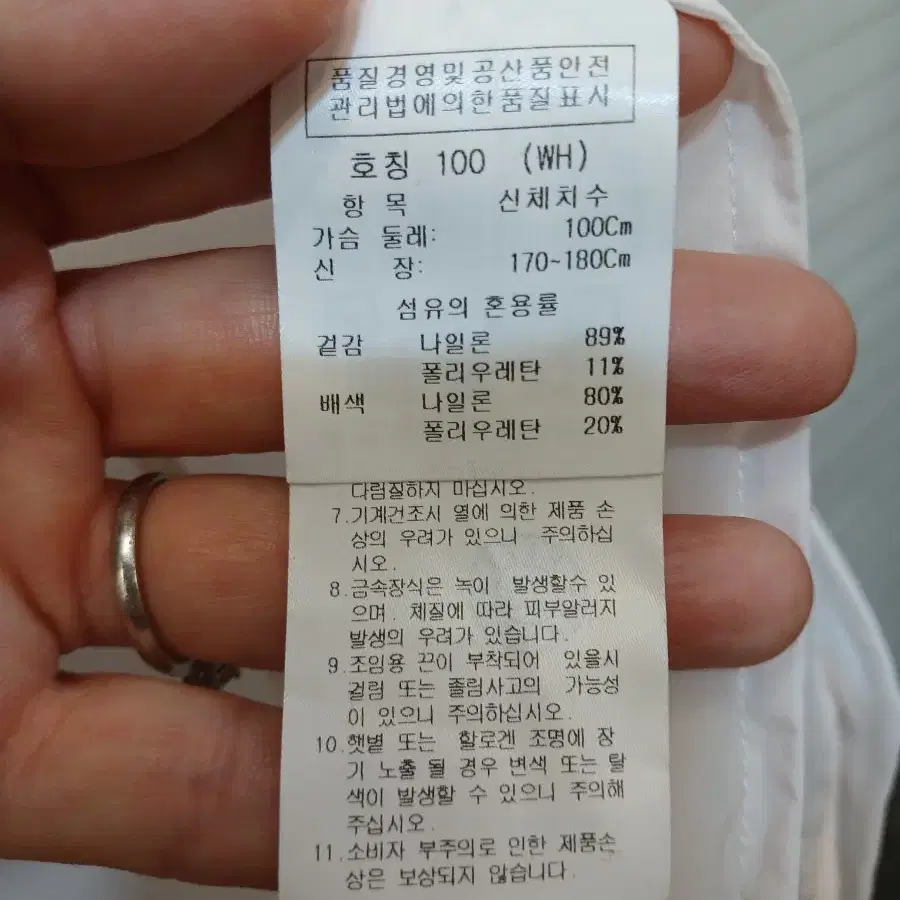 품질경영및공산품안전
관리법에의한품질표시
호칭 100 (WH)
항 목 신체치수
가슴 둘레: 100Cm
신 장: 170~180Cm
섬유의 혼용률
겉감 나일론 89%
폴리우레탄 11%
배색 나일론 80%
폴리우레탄 20%
다림질하지 마십시오.
7.기계건조시 열에 의한 제품 손
상의 우려가 있으니 주의하십
시오.
8.금속장식은 녹이 발생할수 있
으며. 체질에 따라 피부알러지
발생의 우려가 있습니다.
9.조임용 끈이 부착되어 있을시
걸림 또는 졸림사고의 가능성
이 있으니 주의하십시오.
10.햇볕 또는 할로겐 조명에 장
기 노출 될 경우 변색 또는 탈
색이 발생할 수 있으니 주의해
주십시오.
11.소비자 부주의로 인한 제품손
상은 보상되지 않습니다.